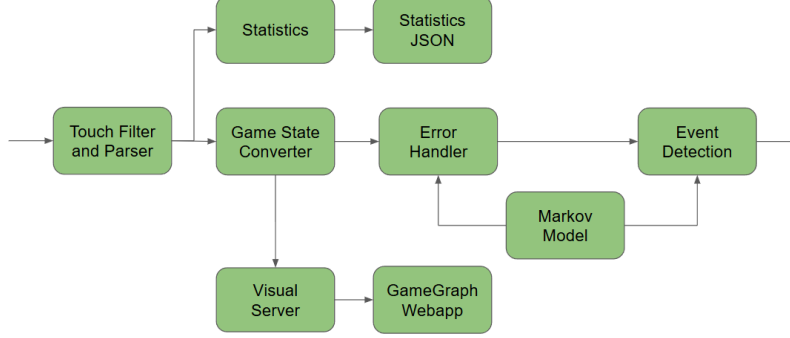 Statistics
Statistics
JSON
Touch Filter
and Parser
Game State
Converter
Error
Handler
Event
Detection
Markov
Model
Visual
Server
GameGraph
Webapp